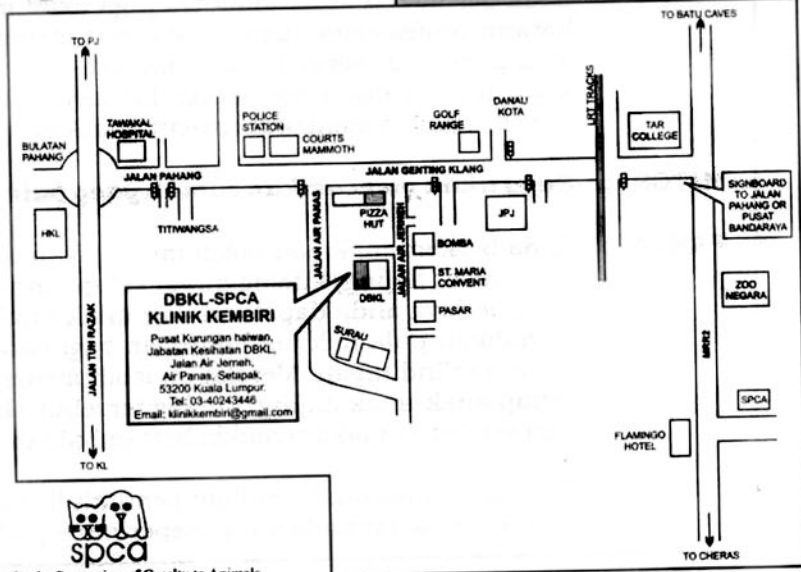 TO PJ
TO BATU CAVES
BULATAN
PAHANG
TAWAKAL
HOSPITAL
POLICE
STATION
COURTS
MAMMOTH
GOLF
RANGE
DANAU
KOTA
LRT TRACKS
TAR
COLLEGE
JALAN PAHANG
JALAN GENTING KLANG
SIGNBOARD
TO JALAN
PAHANG OR
PUSAT
BANDARAYA
HKL
TITIWANGSA
JALAN AIR PANAS
PIZZA
HUT
JALAN AIR JERNEH
JPJ
BOMBA
ST. MARIA
CONVENT
PASAR
DBKL
SURAU
ZOO
NEGARA
MRR2
JALAN TUN RAZAK
DBKL-SPCA
KLINIK KEMBIRI
Pusat Kurungan haiwan,
Jabatan Kesihatan DBKL,
Jalan Air Jerneh,
Air Panas, Setapak,
53200 Kuala Lumpur.
Tel: 03-40243446
Email: klinikkembiri@gmail.com
SPCA
FLAMINGO
HOTEL
TO KL
TO CHERAS
spca